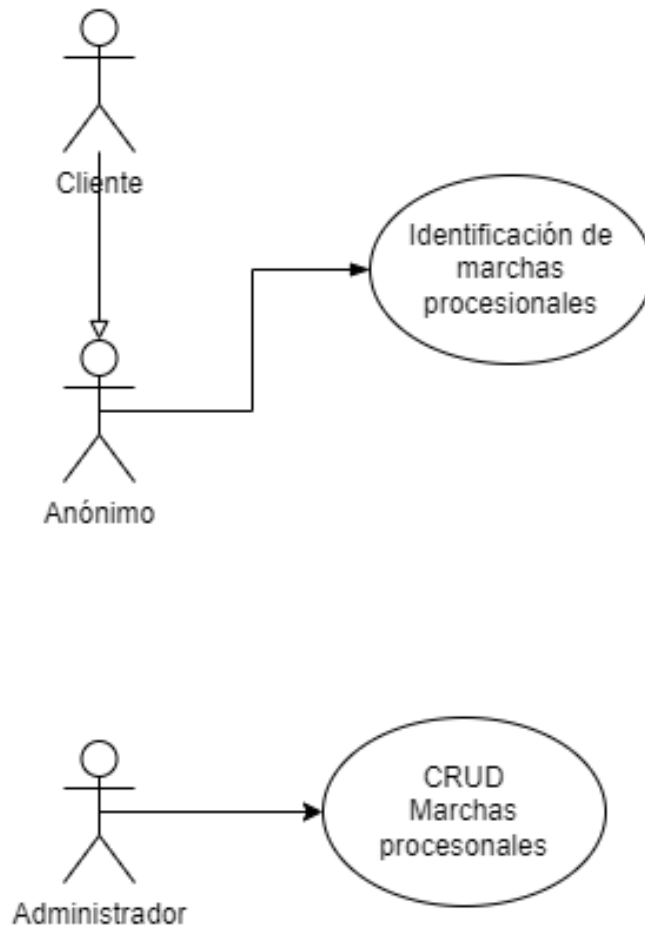 Cliente
Identificación de
marchas
procesionales
Anónimo
CRUD
Marchas
procesonales
Administrador